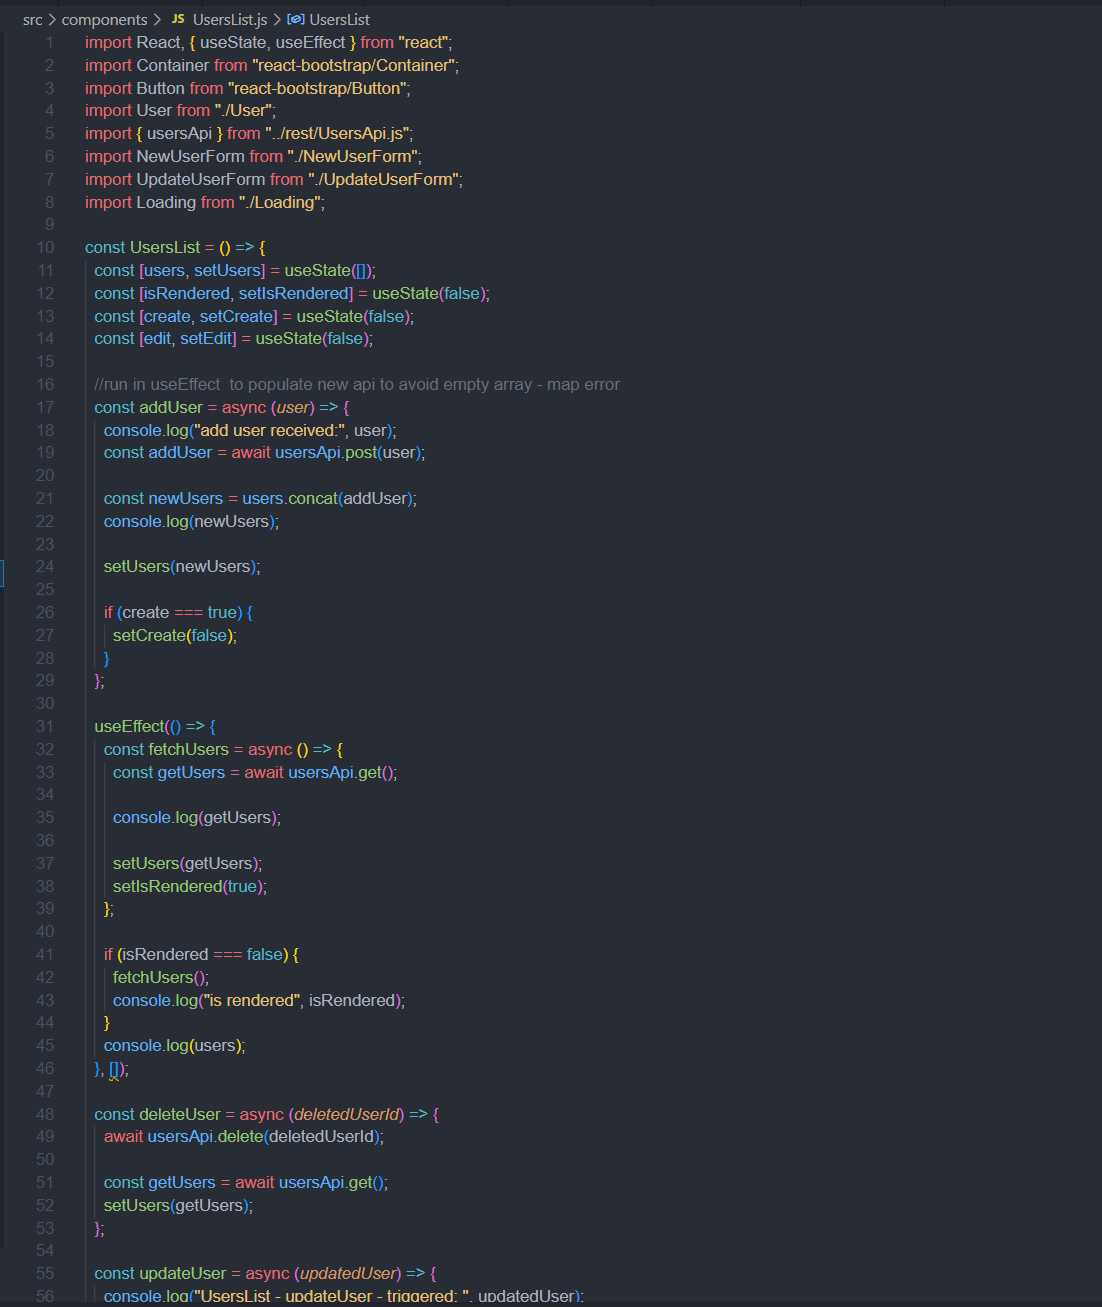 src > components > JS UsersList.js > UsersList
1 import React, { useState, useEffect } from "react";
2 import Container from "react-bootstrap/Container";
3 import Button from "react-bootstrap/Button";
4 import User from "./User";
5 import { usersApi } from "../rest/UsersApi.js";
6 import NewUserForm from "./NewUserForm";
7 import UpdateUserForm from "./UpdateUserForm";
8 import Loading from "./Loading";
9
10 const UsersList = () => {
11 const [users, setUsers] = useState([]);
12 const [isRendered, setIsRendered] = useState(false);
13 const [create, setCreate] = useState(false);
14 const [edit, setEdit] = useState(false);
15
16 //run in useEffect  to populate new api to avoid empty array - map error
17 const addUser = async (user) => {
18 console.log("add user received:", user);
19 const addUser = await usersApi.post(user);
20
21 const newUsers = users.concat(addUser);
22 console.log(newUsers);
23
24 setUsers(newUsers);
25
26 if (create === true) {
27 setCreate(false);
28 }
29 };
30
31 useEffect(() => {
32 const fetchUsers = async () => {
33 const getUsers = await usersApi.get();
34
35 console.log(getUsers);
36
37 setUsers(getUsers);
38 setIsRendered(true);
39 };
40
41 if (isRendered === false) {
42 fetchUsers();
43 console.log("is rendered", isRendered);
44 }
45 console.log(users);
46 }, []);
47
48 const deleteUser = async (deletedUserId) => {
49 await usersApi.delete(deletedUserId);
50
51 const getUsers = await usersApi.get();
52 setUsers(getUsers);
53 };
54
55 const updateUser = async (updatedUser) => {
56 console.log("UsersList - updateUser - triggered: ", updatedUser);